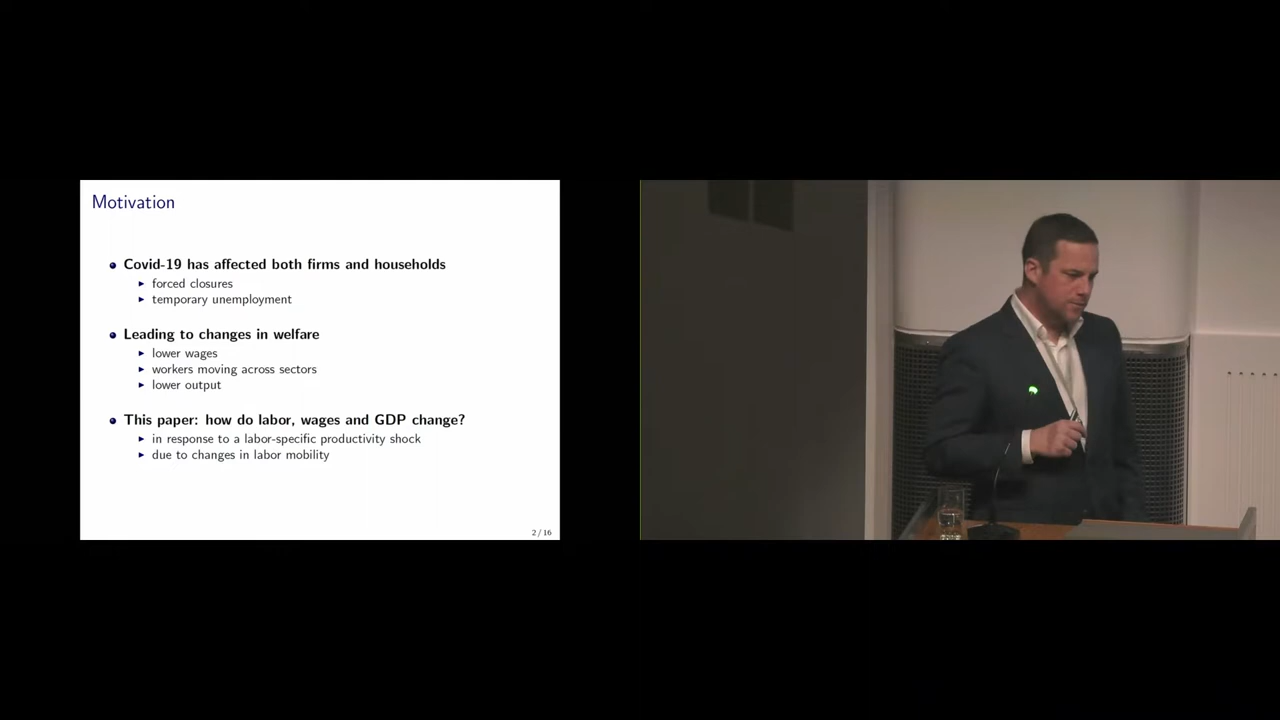 Motivation
Covid-19 has affected both firms and households
forced closures
temporary unemployment
Leading to changes in welfare
lower wages
workers moving across sectors
lower output
This paper: how do labor, wages and GDP change?
in response to a labor-specific productivity shock
due to changes in labor mobility
2 / 16